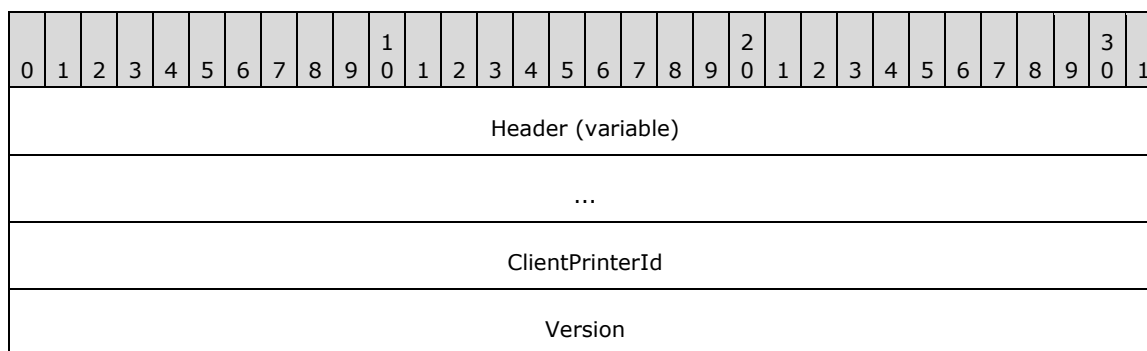 1 2 3
0 1 2 3 4 5 6 7 8 9 0 1 2 3 4 5 6 7 8 9 0 1 2 3 4 5 6 7 8 9 0 1
Header (variable)
...
ClientPrinterId
Version